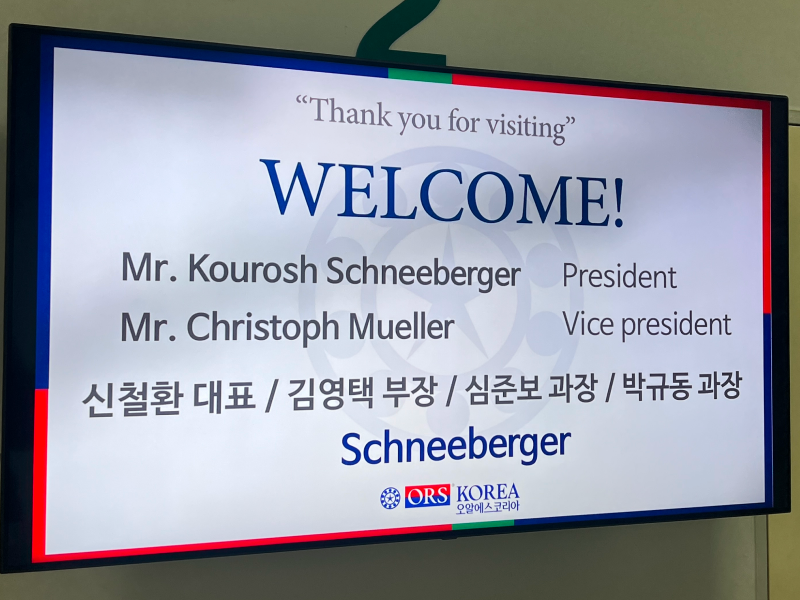 2
“Thank you for visiting”
WELCOME!
Mr. Kourosh Schneeberger President
Mr. Christoph Mueller Vice president
신철환 대표 / 김영택 부장 / 심준보 과장 / 박규동 과장
Schneeberger
ORS KOREA
오알에스코리아